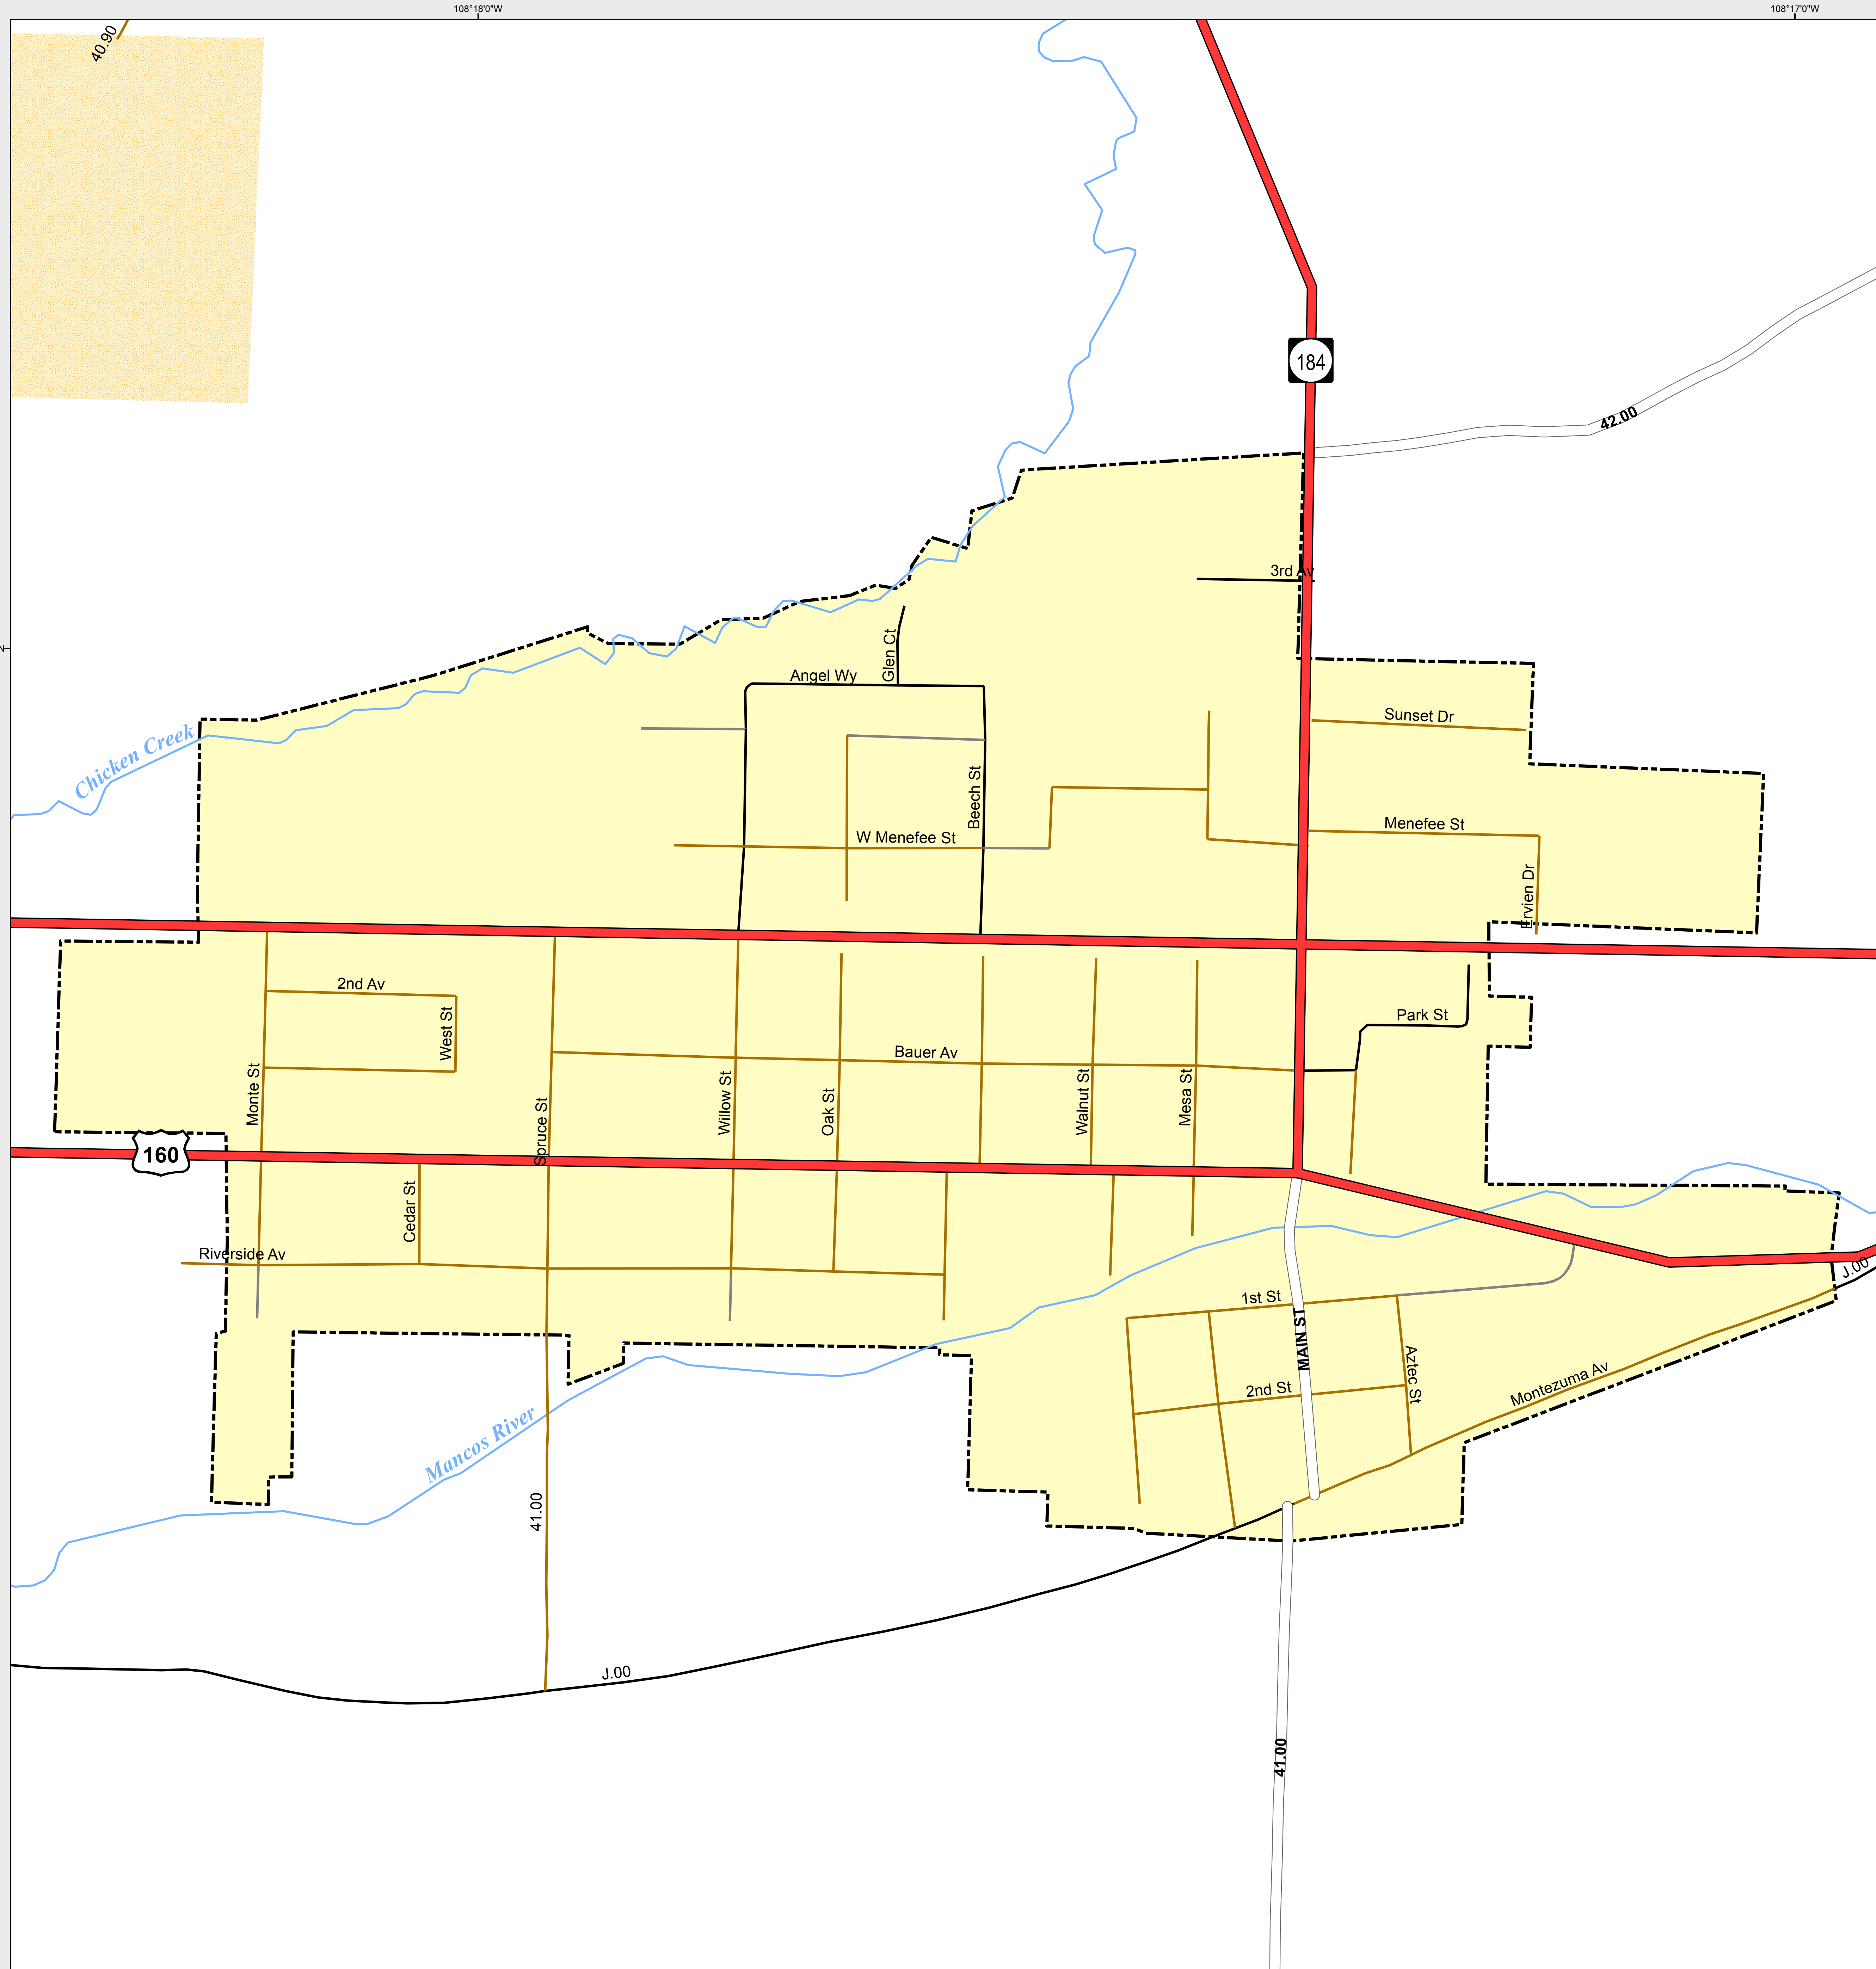 108°18'0"W
108°17'0"W
40.90
184
42.00
3rd Av
Glen Ct
Angel Wy
Sunset Dr
Chicken Creek
Beech St
W Menefee St
Menefee St
Ervien Dr
2nd Av
West St
Park St
Bauer Av
Monte St
Spruce St
Willow St
Oak St
Walnut St
Mesa St
160
Cedar St
Riverside Av
J.00
1st St
MAIN ST
Aztec St
2nd St
Montezuma Av
Mancos River
41.00
J.00
41.00